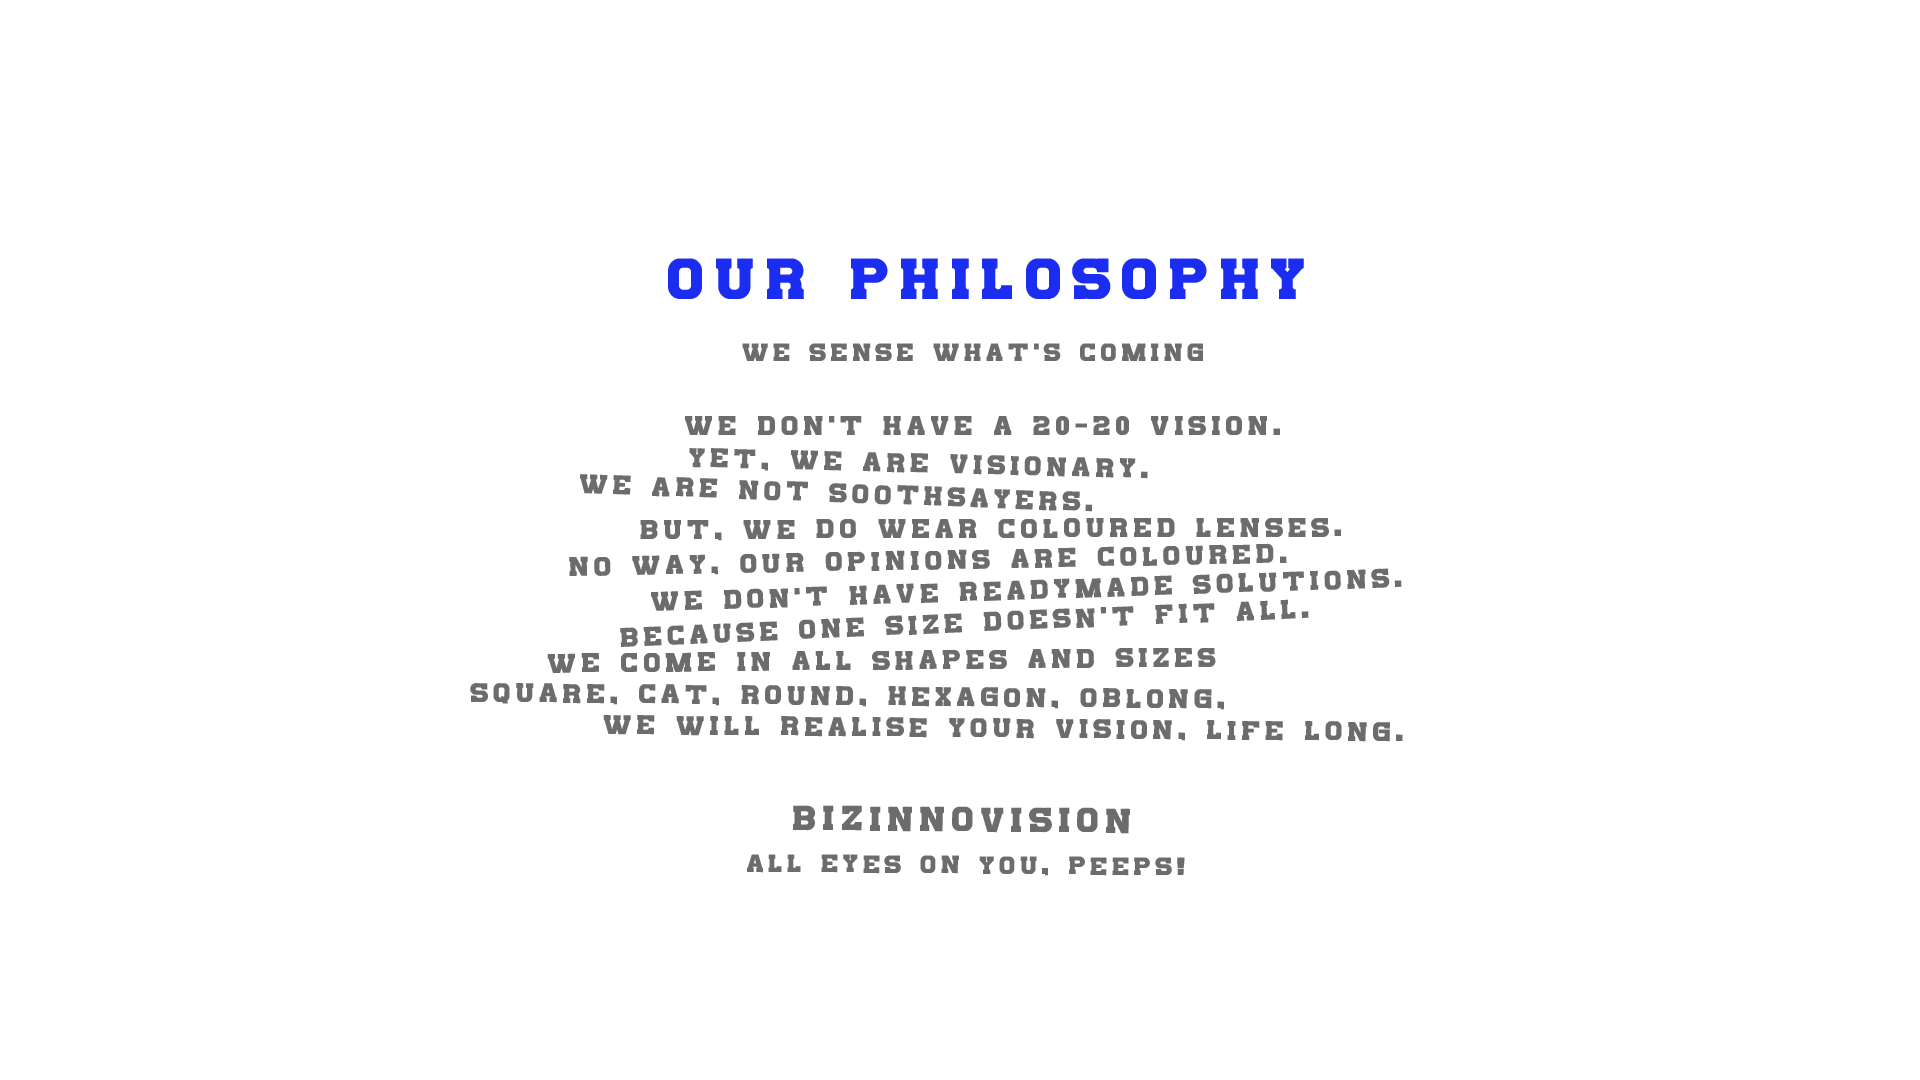 OUR PHILOSOPHY
WE SENSE WHAT'S COMING
WE DON'T HAVE A 20-20 VISION.
YET, WE ARE VISIONARY.
WE ARE NOT SOOTHSAYERS.
BUT, WE DO WEAR COLOURED LENSES.
NO WAY, OUR OPINIONS ARE COLOURED.
WE DON'T HAVE READYMADE SOLUTIONS.
BECAUSE ONE SIZE DOESN'T FIT ALL.
WE COME IN ALL SHAPES AND SIZES
SQUARE, CAT, ROUND, HEXAGON, OBLONG,
WE WILL REALISE YOUR VISION, LIFE LONG.
BIZINNOVISION
ALL EYES ON YOU, PEEPS!